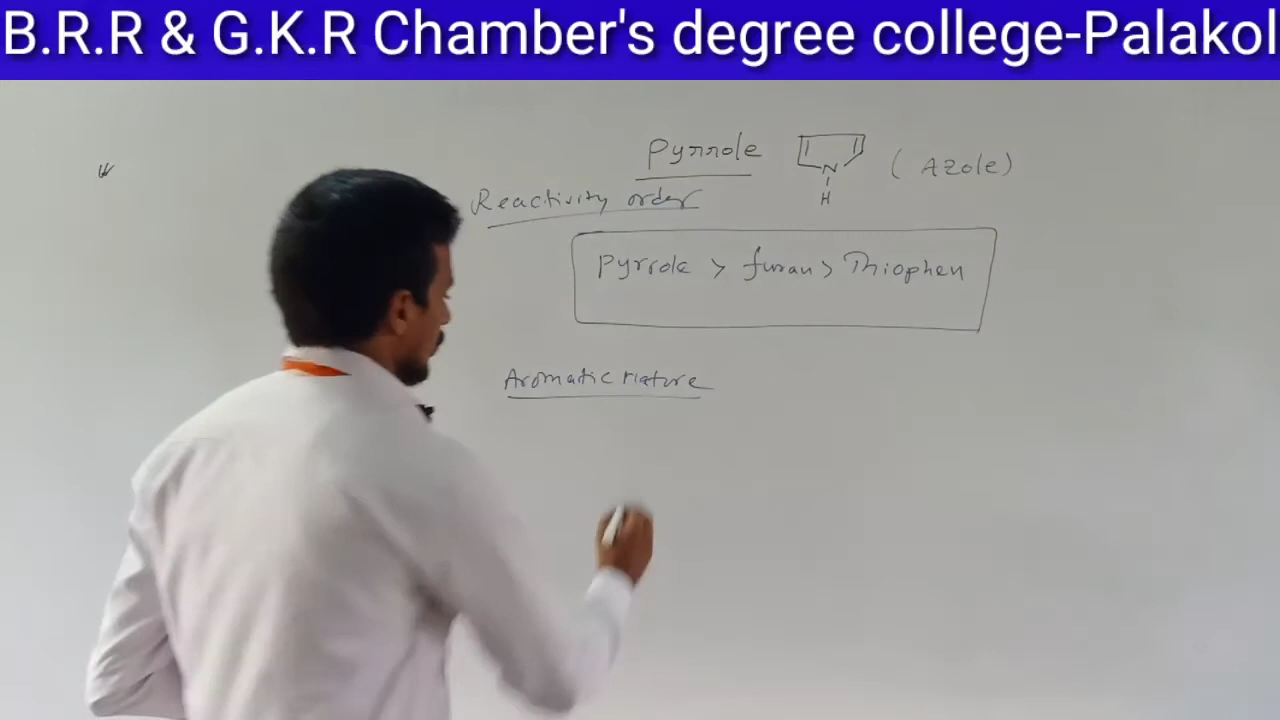 B.R.R & G.K.R Chamber's degree college-Palakol
Pyrrole
N
H
( Azole)
Reactivity order
Pyrrole > furan > Thiophen
Aromatic nature